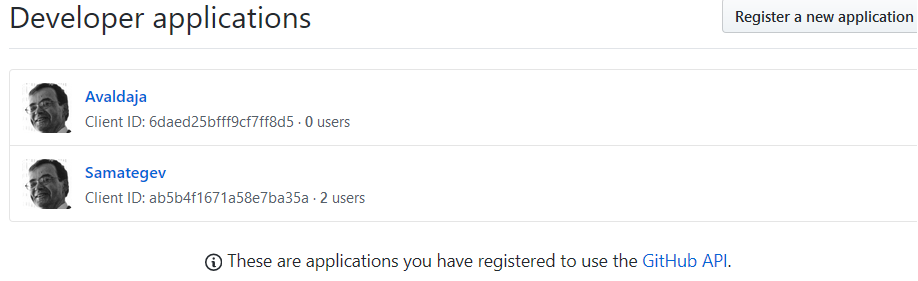 Developer applications
Register a new application
Avaldaja
Client ID: 6daed25bfff9cf7ff8d5 · 0 users
Samategev
Client ID: ab5b4f1671a58e7ba35a · 2 users
These are applications you have registered to use the GitHub API.